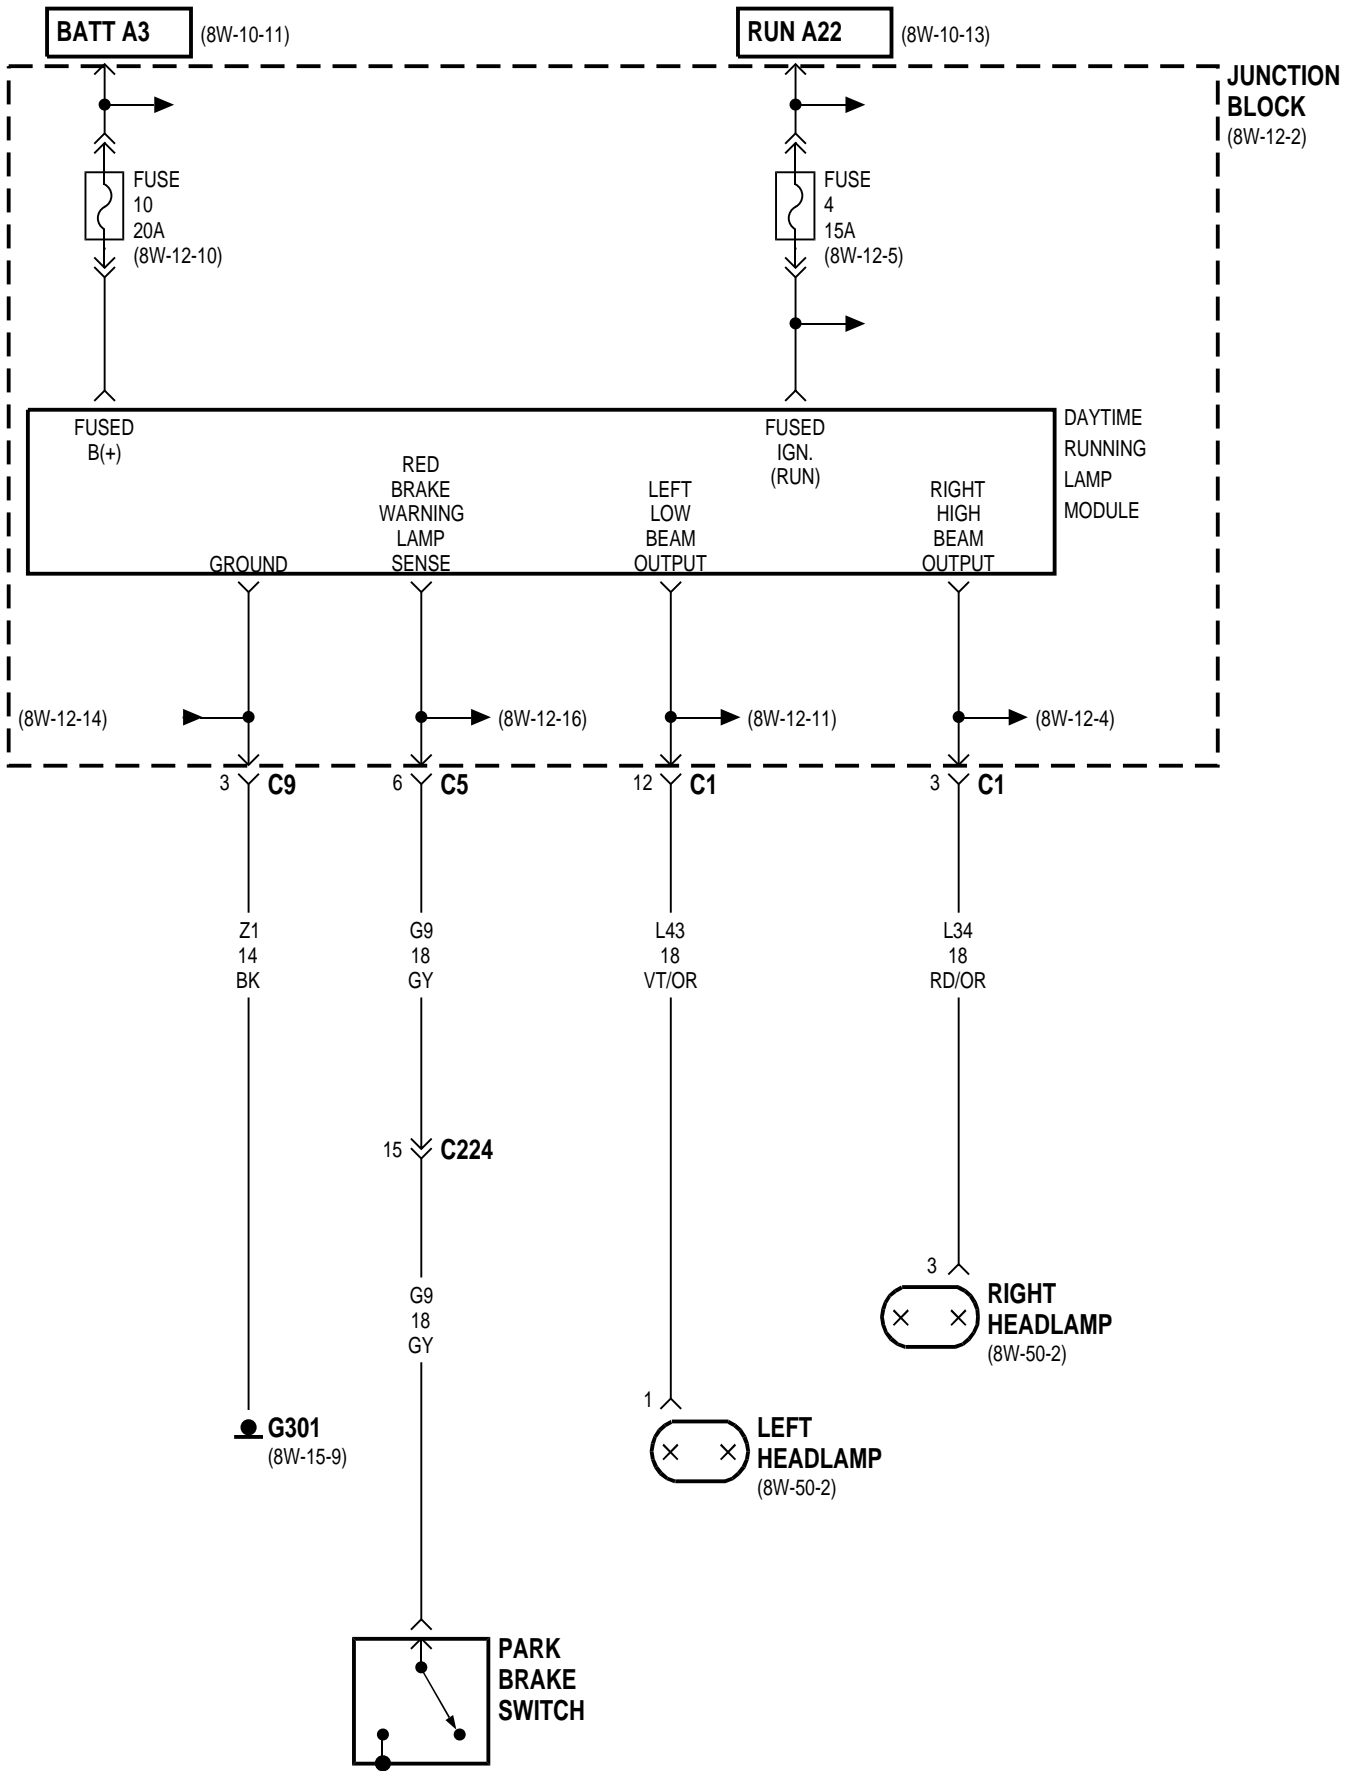 BATT A3
(8W-10-11)
RUN A22
(8W-10-13)
JUNCTION
BLOCK
(8W-12-2)
FUSE
10
20A
(8W-12-10)
FUSE
4
15A
(8W-12-5)
FUSED
B(+)
FUSED
IGN.
(RUN)
DAYTIME
RUNNING
LAMP
MODULE
GROUND
RED
BRAKE
WARNING
LAMP
SENSE
LEFT
LOW
BEAM
OUTPUT
RIGHT
HIGH
BEAM
OUTPUT
(8W-12-14)
(8W-12-16)
(8W-12-11)
(8W-12-4)
3 C9
6 C5
12 C1
3 C1
Z1
14
BK
G9
18
GY
L43
18
VT/OR
L34
18
RD/OR
15 C224
G9
18
GY
3
RIGHT
HEADLAMP
(8W-50-2)
1
LEFT
HEADLAMP
(8W-50-2)
G301
(8W-15-9)
PARK
BRAKE
SWITCH